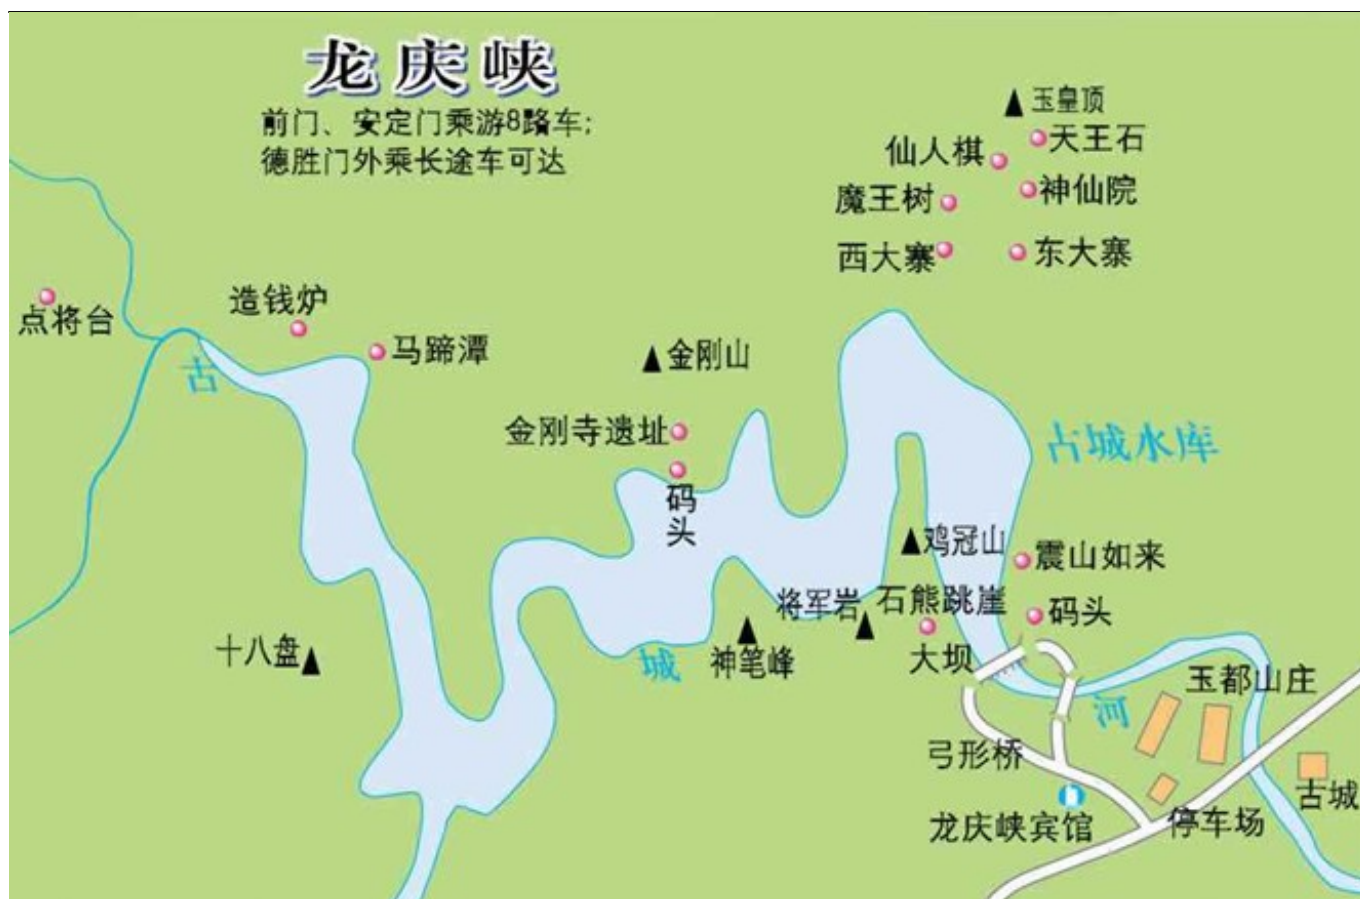 龙庆峡
前门、安定门乘游8路车;
德胜门外乘长途车可达
玉皇顶
天王石
仙人棋
神仙院
魔王树
西大寨
东大寨
点将台
造钱炉
马蹄潭
古
金刚山
金刚寺遗址
码
头
古城水库
鸡冠山
震山如来
将军岩
石熊跳崖
码头
十八盘
城
神笔峰
大坝
玉都山庄
河
弓形桥
古城
龙庆峡宾馆
停车场